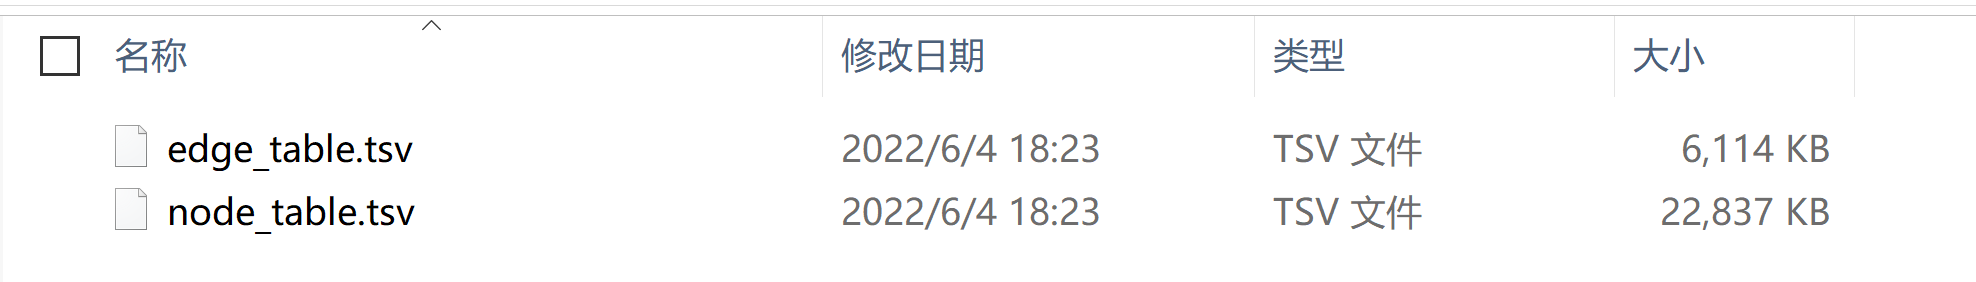 名称 修改日期 类型 大小
edge_table.tsv 2022/6/4 18:23 TSV 文件 6,114 KB
node_table.tsv 2022/6/4 18:23 TSV 文件 22,837 KB